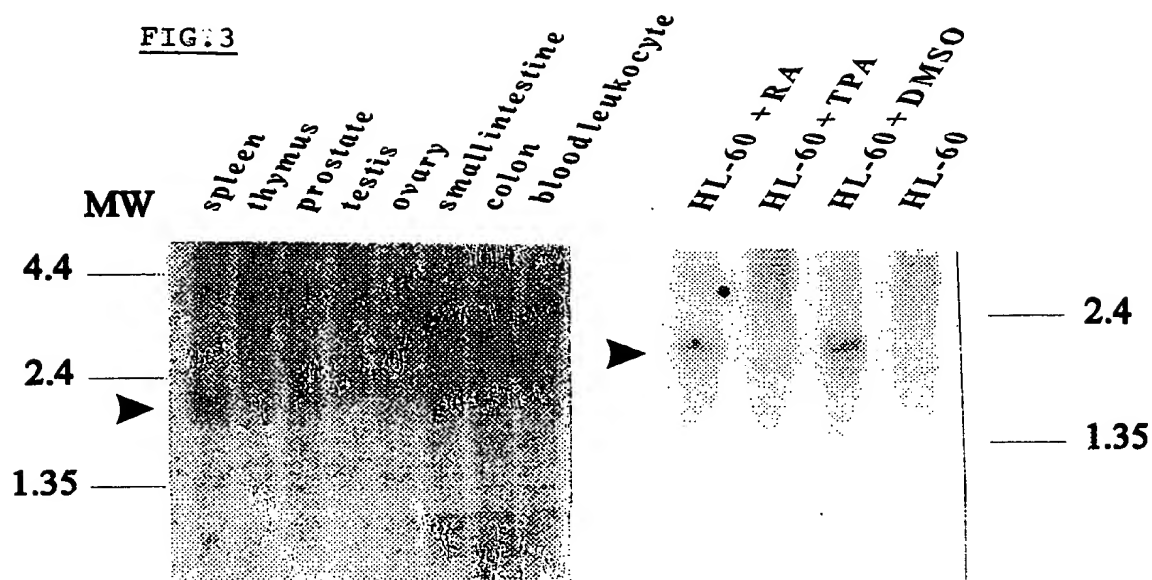 FIG.3
MW
spleen
thymus
prostate
testis
ovary
smallintestine
colon
bloodleukocyte
4.4
2.4
1.35
HL-60 + RA
HL-60 + TPA
HL-60 + DMSO
HL-60
2.4
1.35